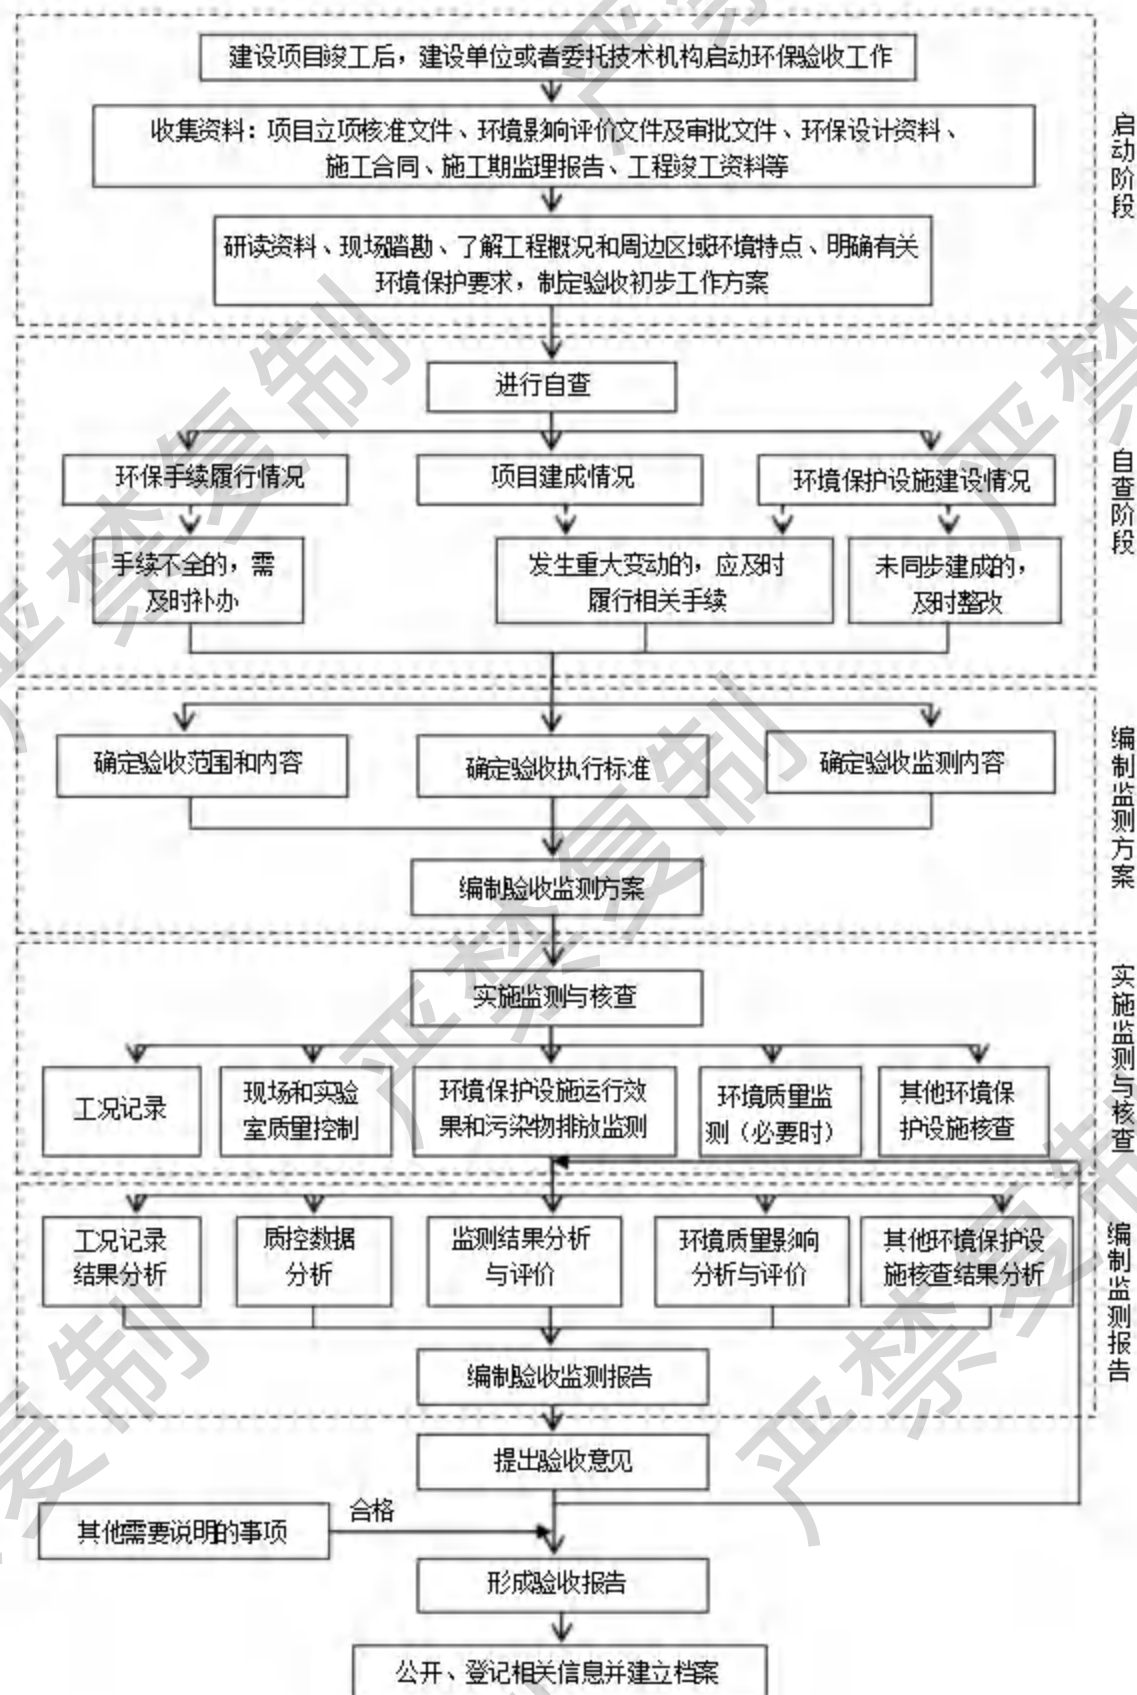 建设项目竣工后，建设单位或者委托技术机构启动环保验收工作
收集资料：项目立项核准文件、环境影响评价文件及审批文件、环保设计资料、
施工合同、施工期监理报告、工程竣工资料等
研读资料、现场踏勘、了解工程概况和周边区域环境特点、明确有关
环境保护要求，制定验收初步工作方案
启动阶段
进行自查
环保手续履行情况
项目建成情况
环境保护设施建设情况
手续不全的，需
及时补办
发生重大变动的，应及时
履行相关手续
未同步建成的，
及时整改
自查阶段
确定验收范围和内容
确定验收执行标准
确定验收监测内容
编制验收监测方案
编制监测方案
实施监测与核查
工况记录
现场和实验
室质量控制
环境保护设施运行效
果和污染物排放监测
环境质量监
测（必要时）
其他环境保
护设施核查
实施监测与核查
工况记录
结果分析
质控数据
分析
监测结果分析
与评价
环境质量影响
分析与评价
其他环境保护设
施核查结果分析
编制验收监测报告
编制监测报告
提出验收意见
其他需要说明的事项
合格
形成验收报告
公开、登记相关信息并建立档案
严禁复制
严禁复制
严禁复制
严禁复制